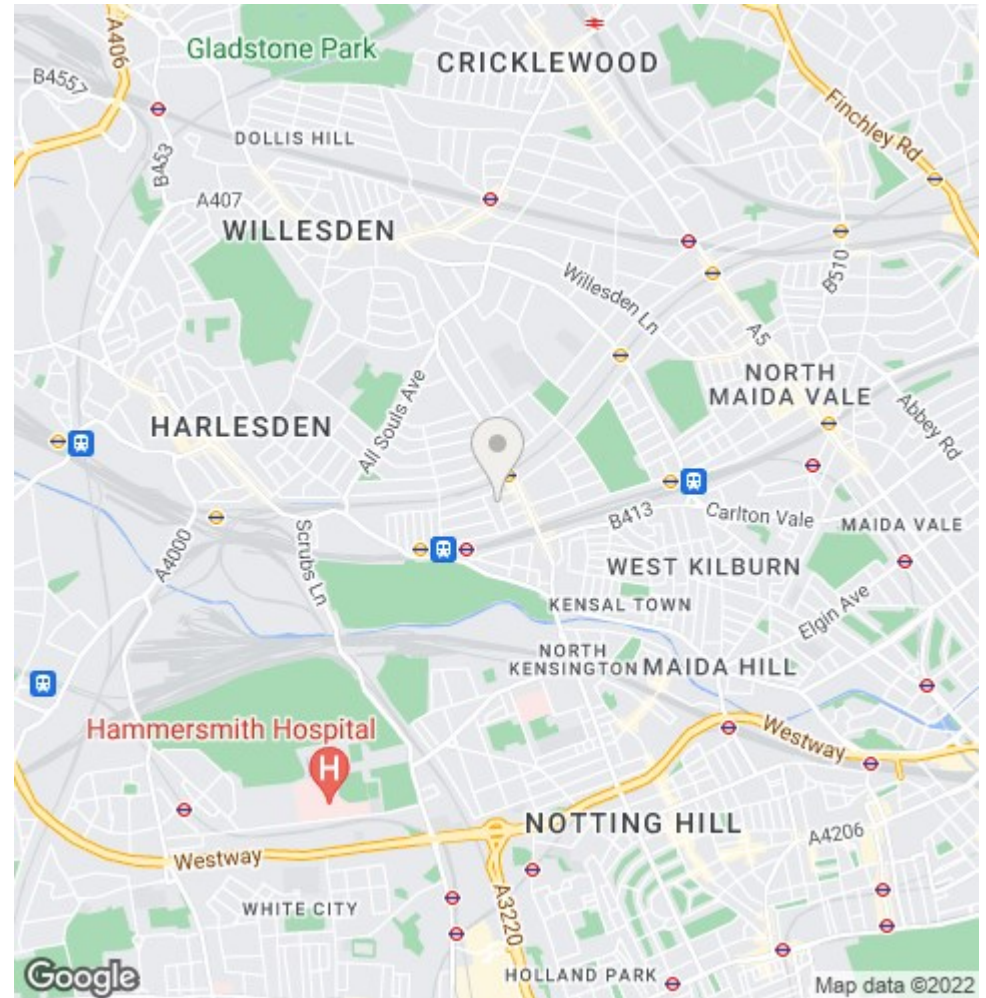 A406
Gladstone Park
CRICKLEWOOD
B4557
Finchley Rd
DOLLIS HILL
B453
A407
WILLESDEN
B510
Willesden Ln
A5
NORTH
MAIDA VALE
All Souls Ave
Abbey Rd
HARLESDEN
B413
Carlton Vale
MAIDA VALE
A4000
Scrubs Ln
WEST KILBURN
KENSAL TOWN
Elgin Ave
NORTH
KENSINGTON
MAIDA HILL
Hammersmith Hospital
H
Westway
NOTTING HILL
A4206
Westway
WHITE CITY
A3220
HOLLAND PARK
Google
Map data ©2022